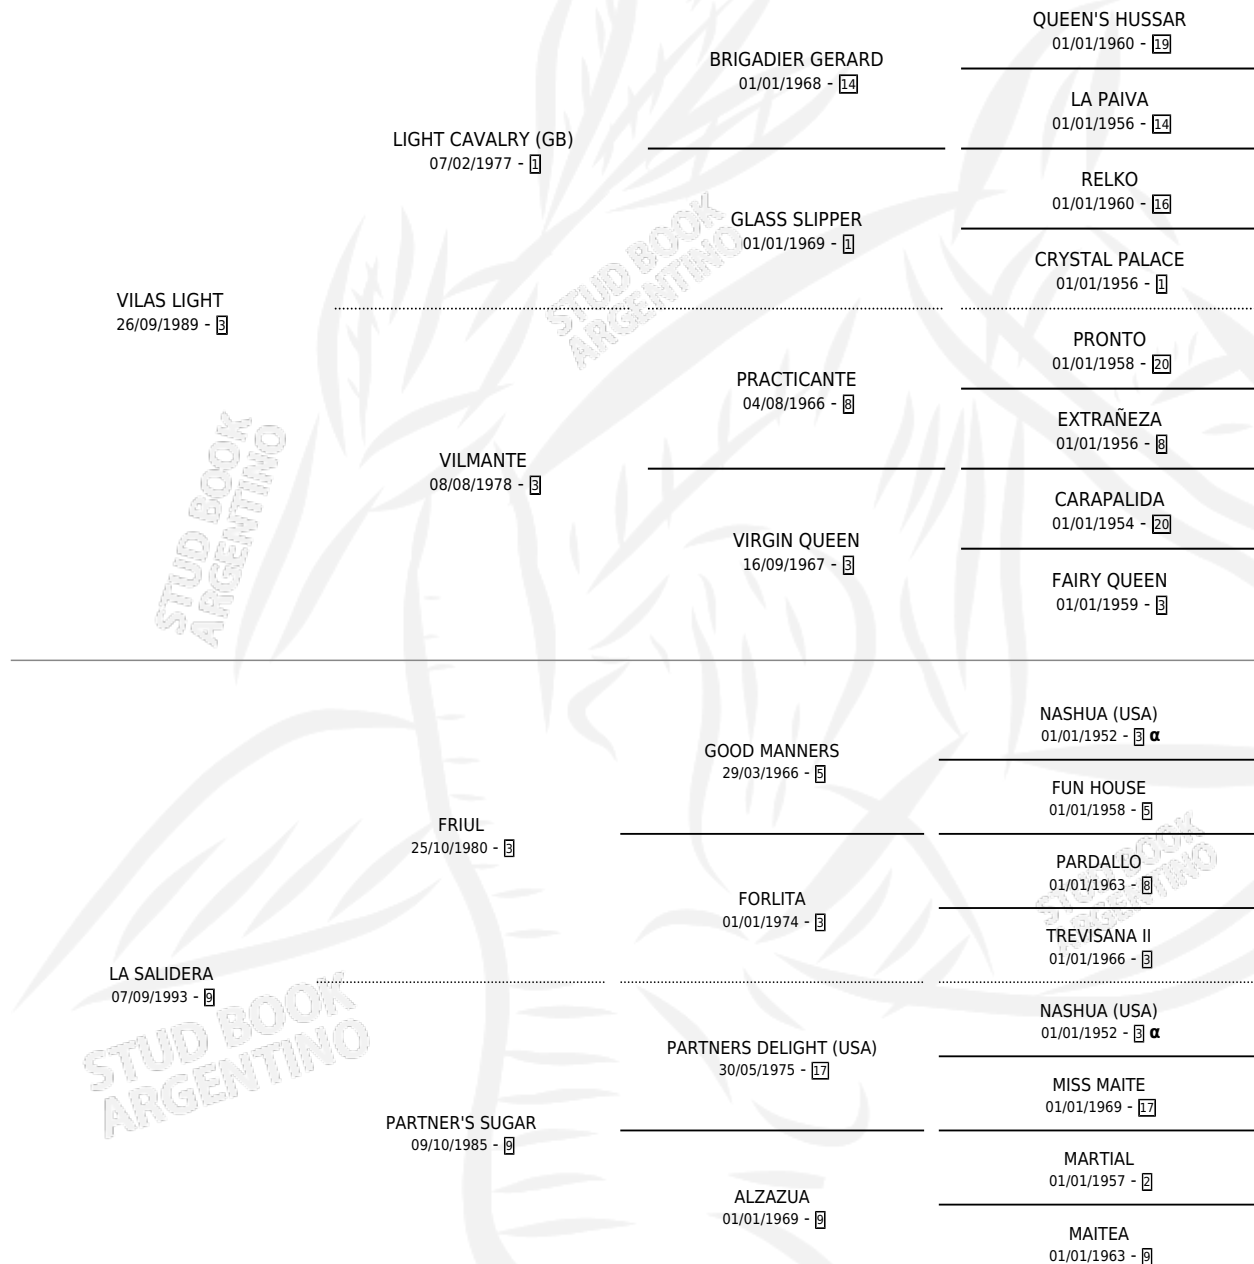 QUEEN'S HUSSAR
01/01/1960 - 19
BRIGADIER GERARD
01/01/1968 - 14
LA PAIVA
01/01/1956 - 14
LIGHT CAVALRY (GB)
07/02/1977 - 1
RELKO
01/01/1960 - 16
GLASS SLIPPER
01/01/1969 - 1
CRYSTAL PALACE
01/01/1956 - 1
VILAS LIGHT
26/09/1989 - 3
PRONTO
01/01/1958 - 20
PRACTICANTE
04/08/1966 - 8
EXTRAÑEZA
01/01/1956 - 8
VILMANTE
08/08/1978 - 3
CARAPALIDA
01/01/1954 - 20
VIRGIN QUEEN
16/09/1967 - 3
FAIRY QUEEN
01/01/1959 - 3
NASHUA (USA)
01/01/1952 - 3 α
GOOD MANNERS
29/03/1966 - 5
FUN HOUSE
01/01/1958 - 5
FRIUL
25/10/1980 - 3
PARDALLO
01/01/1963 - 8
FORLITA
01/01/1974 - 3
TREVISANA II
01/01/1966 - 3
LA SALIDERA
07/09/1993 - 9
NASHUA (USA)
01/01/1952 - 3 α
PARTNERS DELIGHT (USA)
30/05/1975 - 17
MISS MAITE
01/01/1969 - 17
PARTNER'S SUGAR
09/10/1985 - 9
MARTIAL
01/01/1957 - 2
ALZAZUA
01/01/1969 - 9
MAITEA
01/01/1963 - 9
STUD BOOK
ARGENTINO
STUD BOOK
ARGENTINO
STUD BOOK
ARGENTINO
STUD BOOK
ARGENTINO